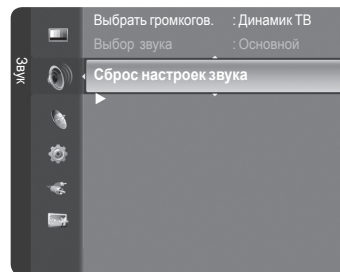 Звук
Выбрать громкогов. : Динамик ТВ
Выбор звука : Основной
Сброс настроек звука